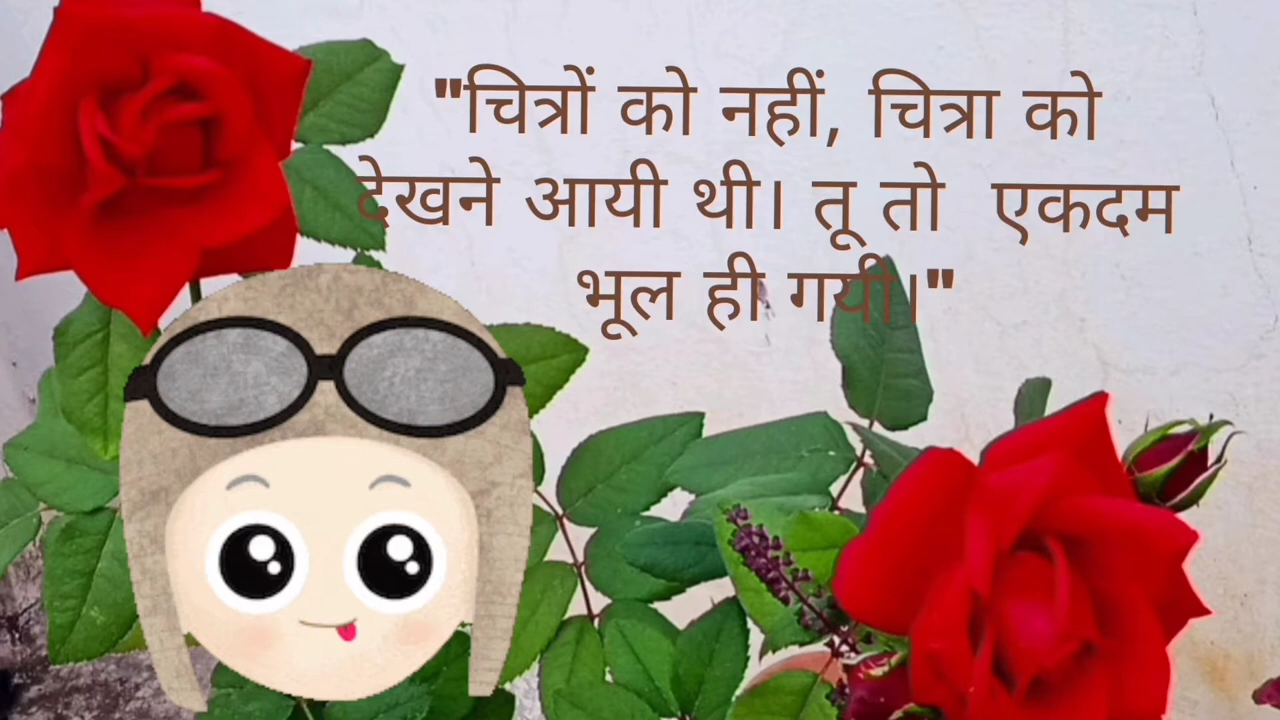 "चित्रों को नहीं, चित्रा को
देखने आयी थी। तू तो एकदम
भूल ही गयी।"